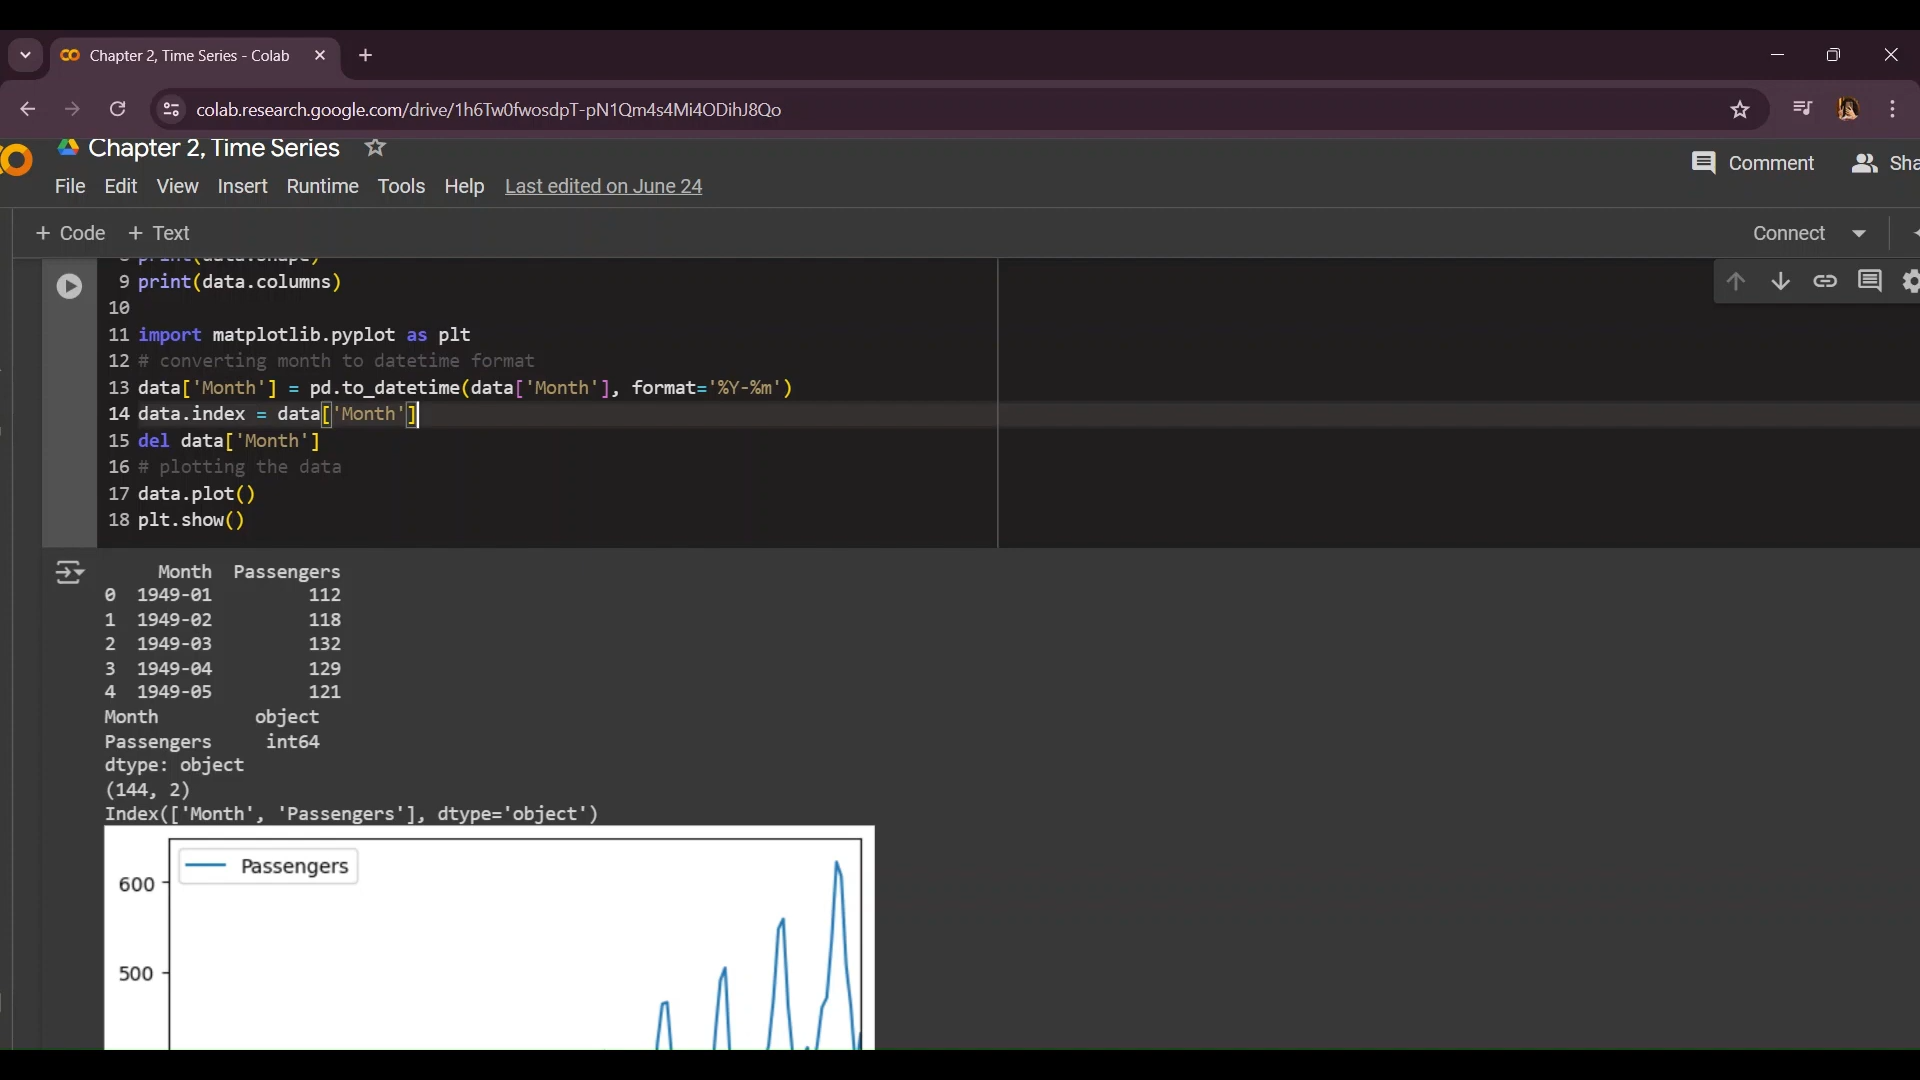 Chapter 2, Time Series - Colab
colab.research.google.com/drive/1h6Tw0fwosdpT-pN1Qm4s4Mi4ODihJ8Qo
Chapter 2, Time Series
File Edit View Insert Runtime Tools Help Last edited on June 24
Comment
+ Code + Text
Connect
9 print(data.columns)
10
11 import matplotlib.pyplot as plt
12 # converting month to datetime format
13 data['Month'] = pd.to_datetime(data['Month'], format='%Y-%m')
14 data.index = data['Month']
15 del data['Month']
16 # plotting the data
17 data.plot()
18 plt.show()
Month Passengers
0 1949-01 112
1 1949-02 118
2 1949-03 132
3 1949-04 129
4 1949-05 121
Month object
Passengers int64
dtype: object
(144, 2)
Index(['Month', 'Passengers'], dtype='object')
Passengers
600
500